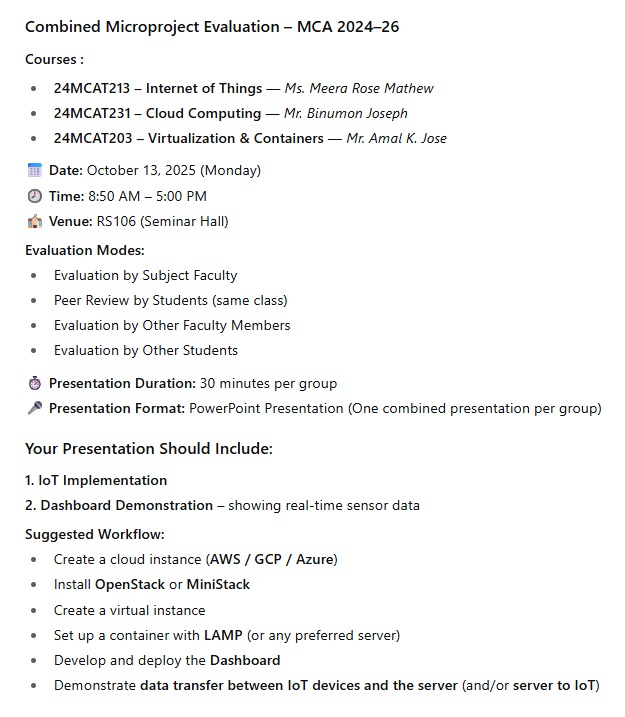 Combined Microproject Evaluation – MCA 2024–26
Courses :
• 24MCAT213 – Internet of Things — Ms. Meera Rose Mathew
• 24MCAT231 – Cloud Computing — Mr. Binumon Joseph
• 24MCAT203 – Virtualization & Containers — Mr. Amal K. Jose
Date: October 13, 2025 (Monday)
Time: 8:50 AM – 5:00 PM
Venue: RS106 (Seminar Hall)
Evaluation Modes:
• Evaluation by Subject Faculty
• Peer Review by Students (same class)
• Evaluation by Other Faculty Members
• Evaluation by Other Students
Presentation Duration: 30 minutes per group
Presentation Format: PowerPoint Presentation (One combined presentation per group)
Your Presentation Should Include:
1. IoT Implementation
2. Dashboard Demonstration – showing real-time sensor data
Suggested Workflow:
• Create a cloud instance (AWS / GCP / Azure)
• Install OpenStack or MiniStack
• Create a virtual instance
• Set up a container with LAMP (or any preferred server)
• Develop and deploy the Dashboard
• Demonstrate data transfer between IoT devices and the server (and/or server to IoT)